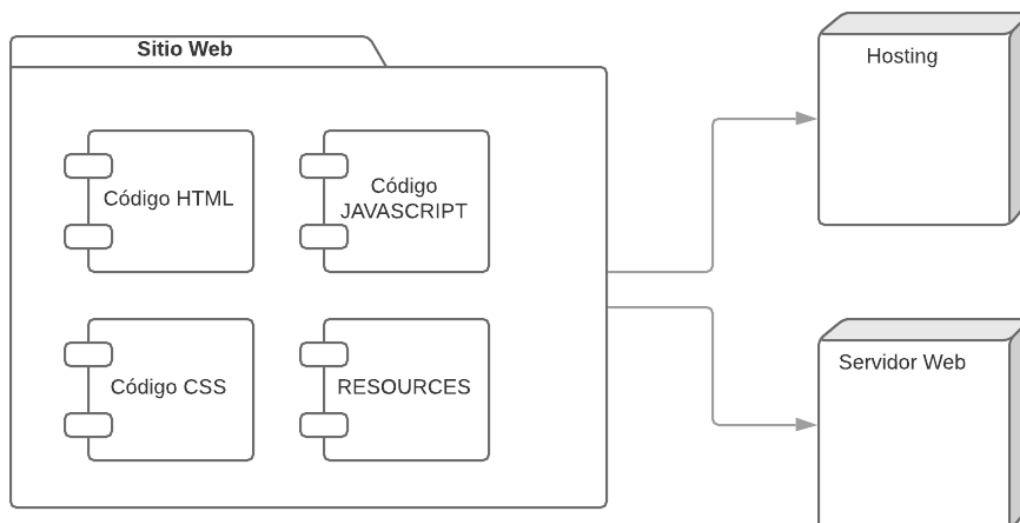 Sitio Web
Hosting
Código HTML
Código
JAVASCRIPT
Código CSS
RESOURCES
Servidor Web